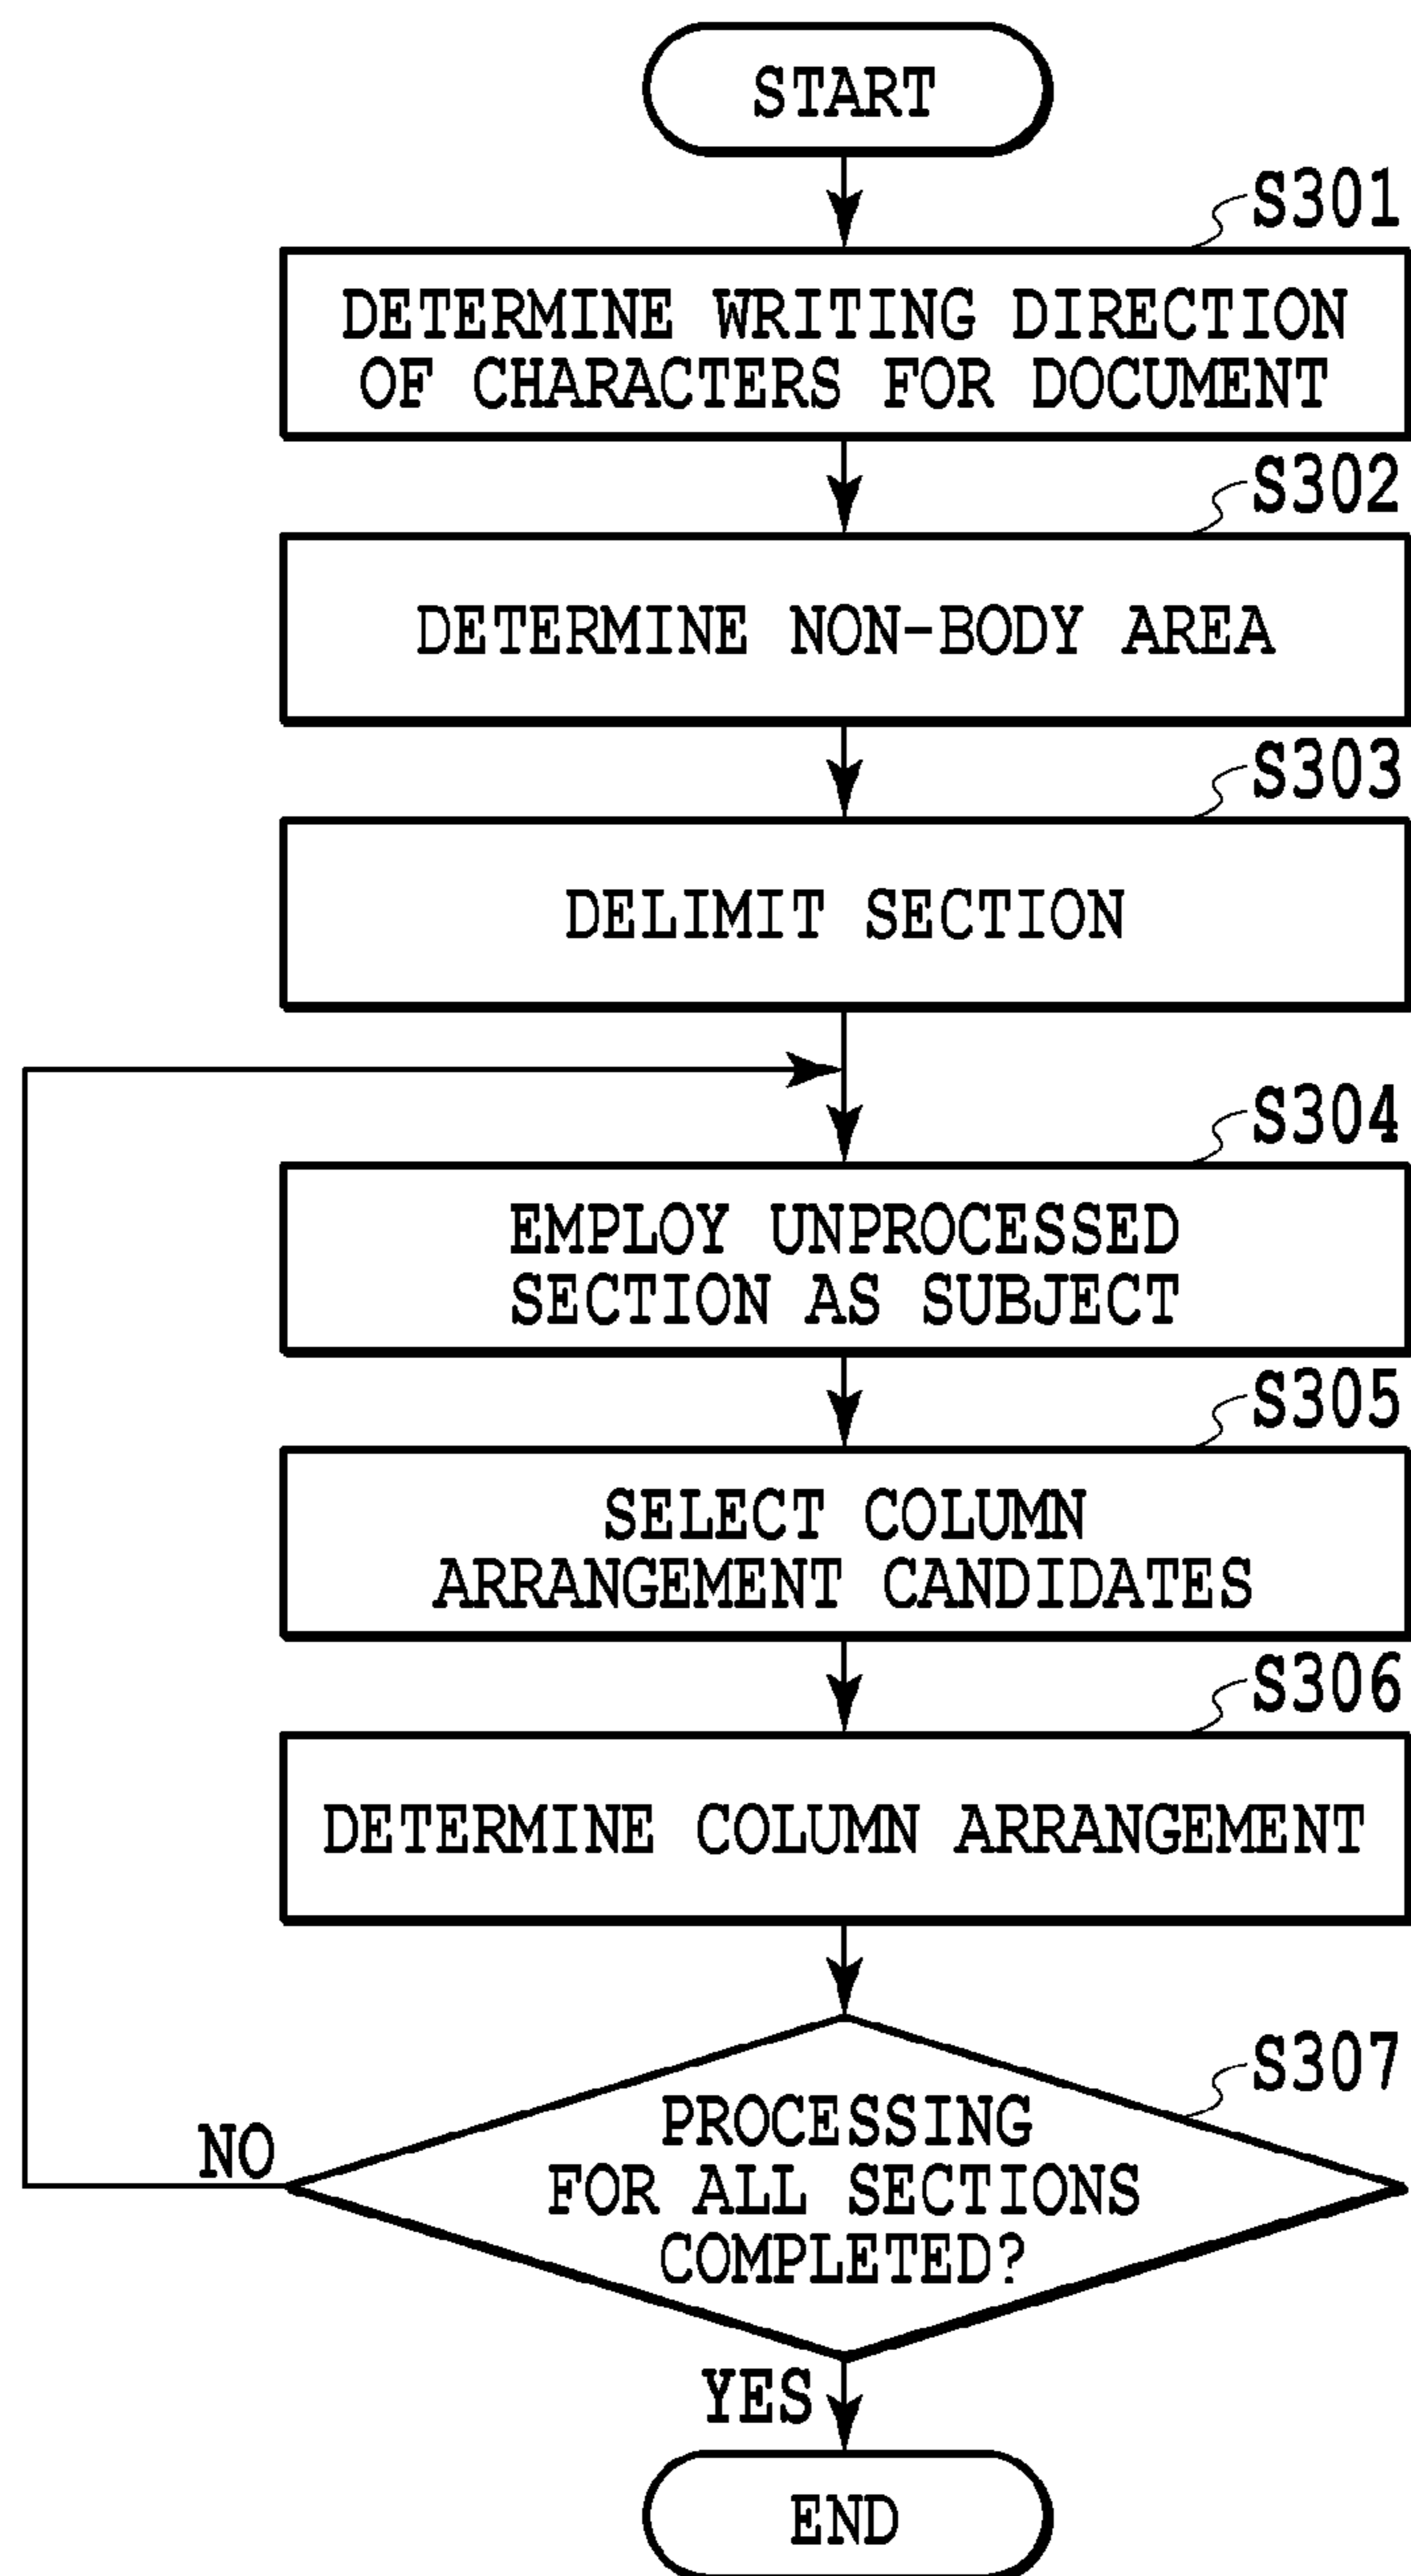 START
S301
DETERMINE WRITING DIRECTION
OF CHARACTERS FOR DOCUMENT
S302
DETERMINE NON-BODY AREA
S303
DELIMIT SECTION
S304
EMPLOY UNPROCESSED
SECTION AS SUBJECT
S305
SELECT COLUMN
ARRANGEMENT CANDIDATES
S306
DETERMINE COLUMN ARRANGEMENT
S307
PROCESSING
FOR ALL SECTIONS
COMPLETED?
NO
YES
END